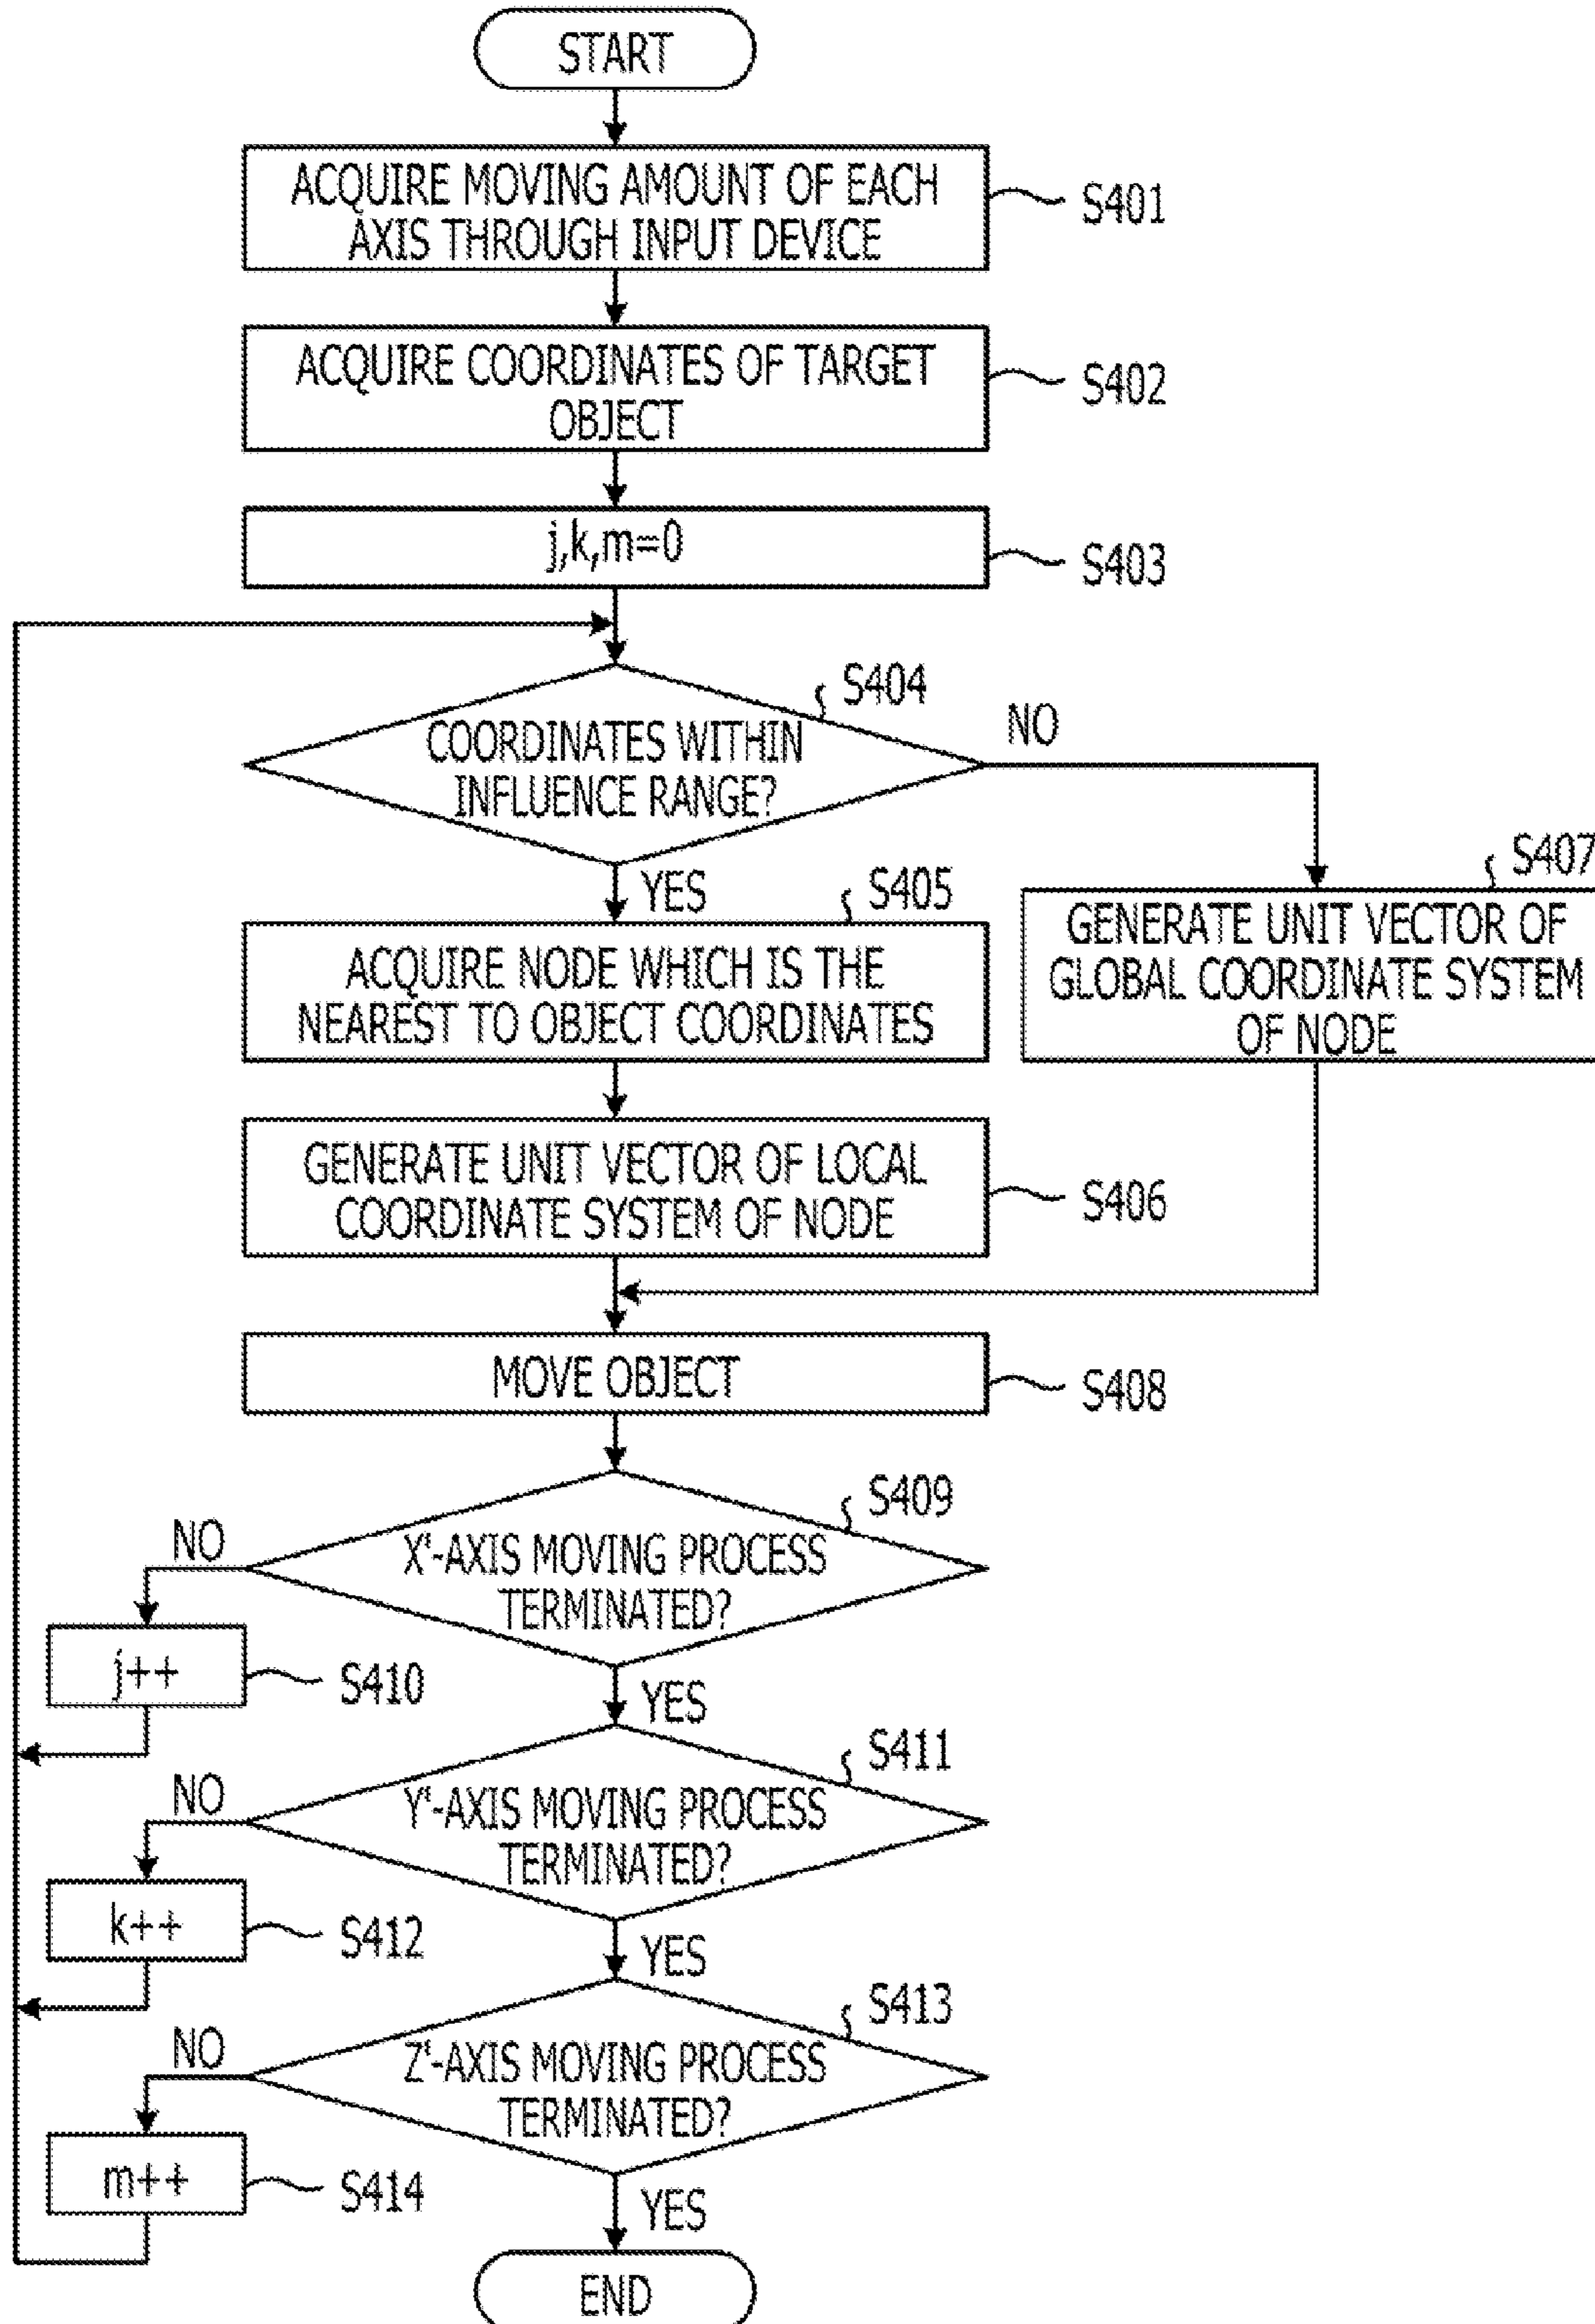 START
ACQUIRE MOVING AMOUNT OF EACH
AXIS THROUGH INPUT DEVICE
S401
ACQUIRE COORDINATES OF TARGET
OBJECT
S402
j,k,m=0
S403
S404
COORDINATES WITHIN
INFLUENCE RANGE?
NO
YES
S405
ACQUIRE NODE WHICH IS THE
NEAREST TO OBJECT COORDINATES
S407
GENERATE UNIT VECTOR OF
GLOBAL COORDINATE SYSTEM
OF NODE
GENERATE UNIT VECTOR OF LOCAL
COORDINATE SYSTEM OF NODE
S406
MOVE OBJECT
S408
S409
X'-AXIS MOVING PROCESS
TERMINATED?
NO
j++
S410
YES
S411
Y'-AXIS MOVING PROCESS
TERMINATED?
NO
k++
S412
YES
S413
Z'-AXIS MOVING PROCESS
TERMINATED?
NO
m++
S414
YES
END